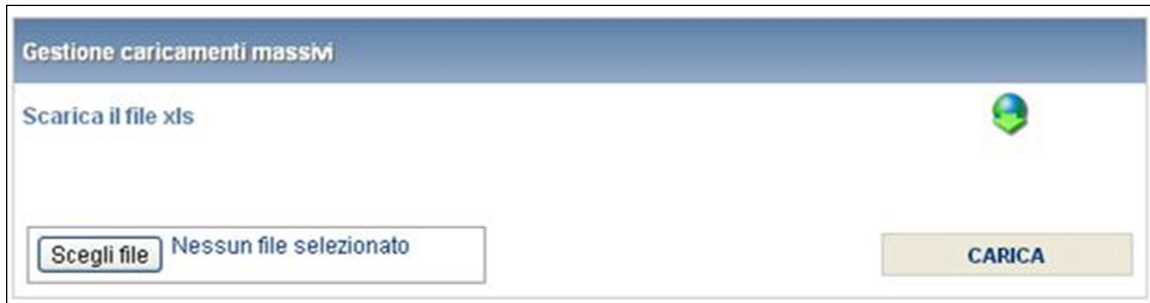 Gestione caricamenti massivi
Scarica il file xls
Scegli file Nessun file selezionato
CARICA